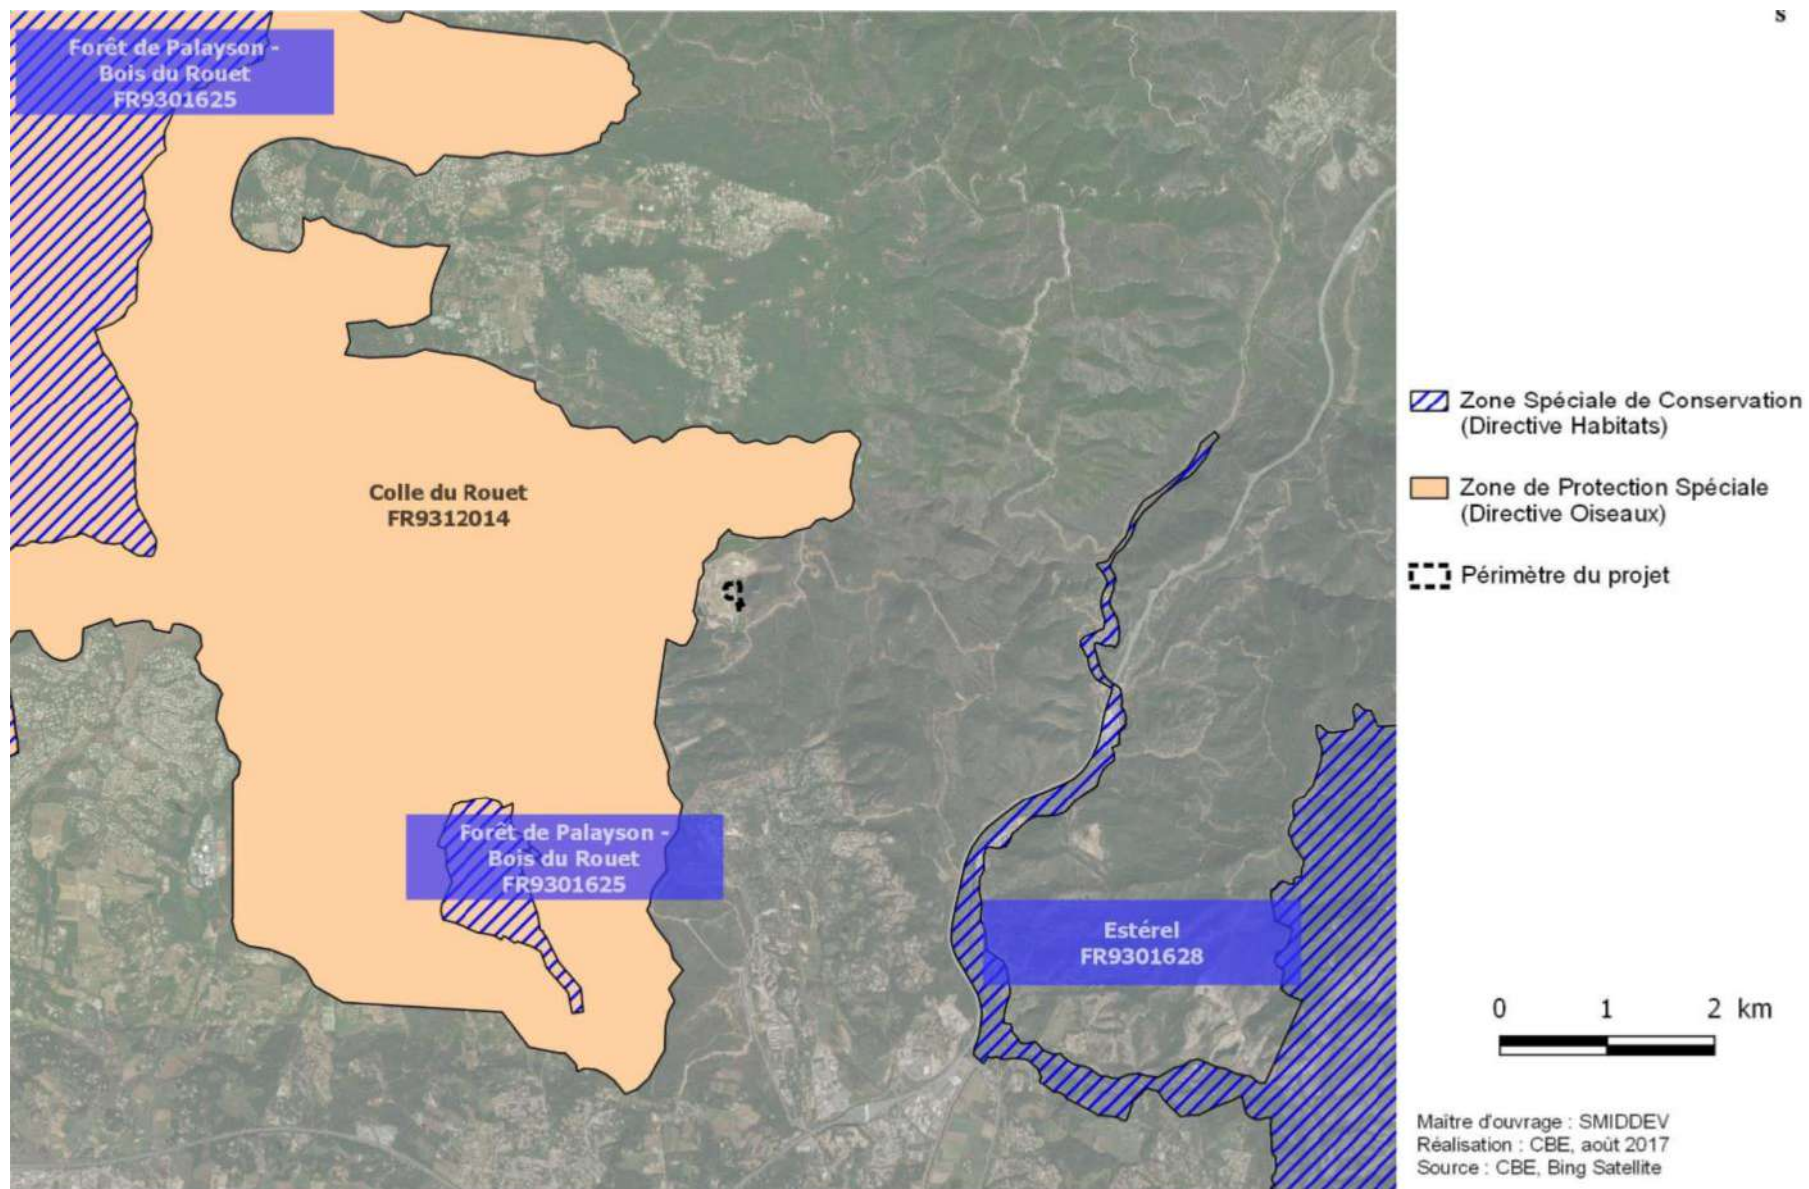 s
Forêt de Palayson -
Bois du Rouet
FR9301625
Colle du Rouet
FR9312014
Forêt de Palayson -
Bois du Rouet
FR9301625
Estérel
FR9301628
Zone Spéciale de Conservation
(Directive Habitats)
Zone de Protection Spéciale
(Directive Oiseaux)
Périmètre du projet
0 1 2 km
Maître d'ouvrage : SMIDDEV
Réalisation : CBE, août 2017
Source : CBE, Bing Satellite